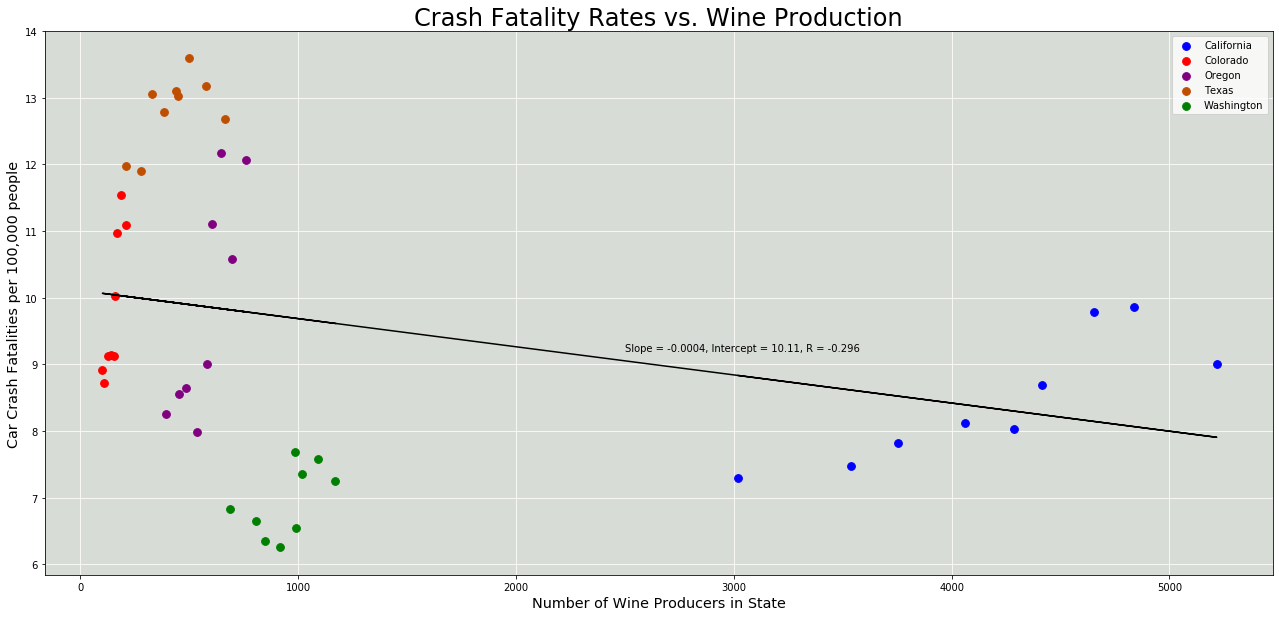 Crash Fatality Rates vs. Wine Production
California
Colorado
Oregon
Texas
Washington
14
13
12
11
10
9
8
7
6
Car Crash Fatalities per 100,000 people
Slope = -0.0004, Intercept = 10.11, R = -0.296
0 1000 2000 3000 4000 5000
Number of Wine Producers in State